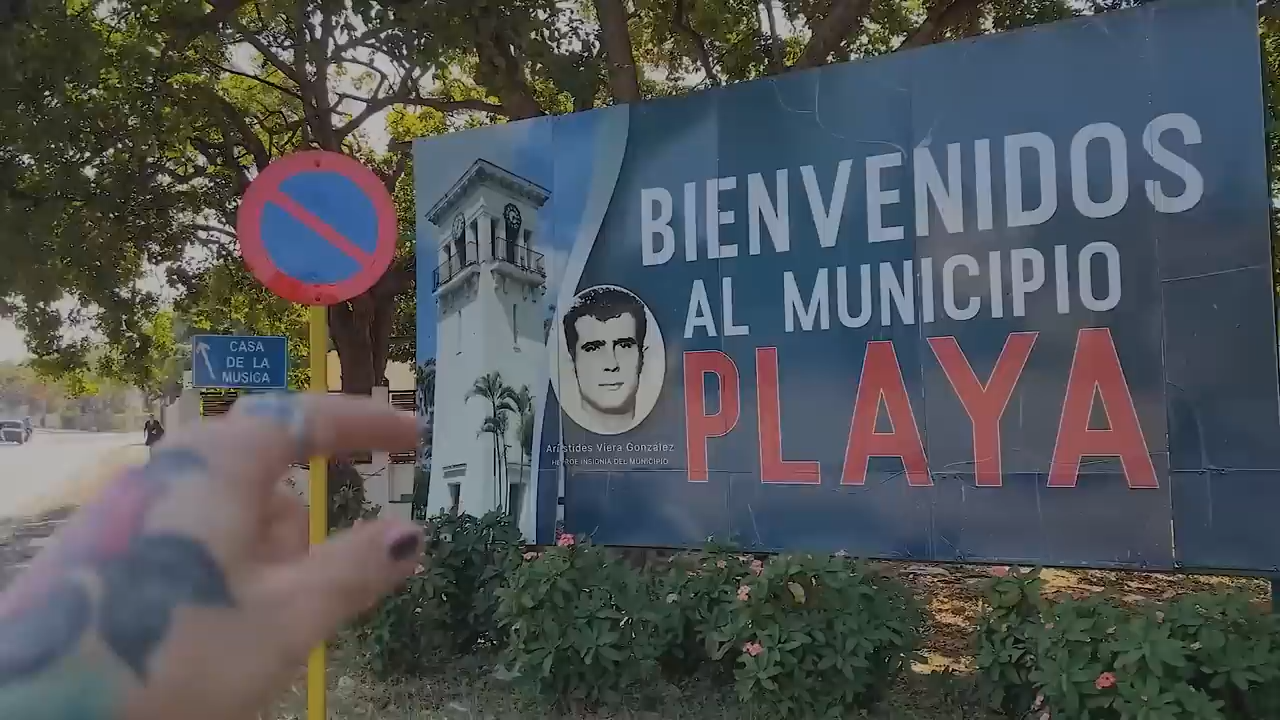 CASA
DE LA
MUSICA
BIENVENIDOS
AL MUNICIPIO
PLAYA
Arístides Viera González
HÉROE INSIGNIA DEL MUNICIPIO